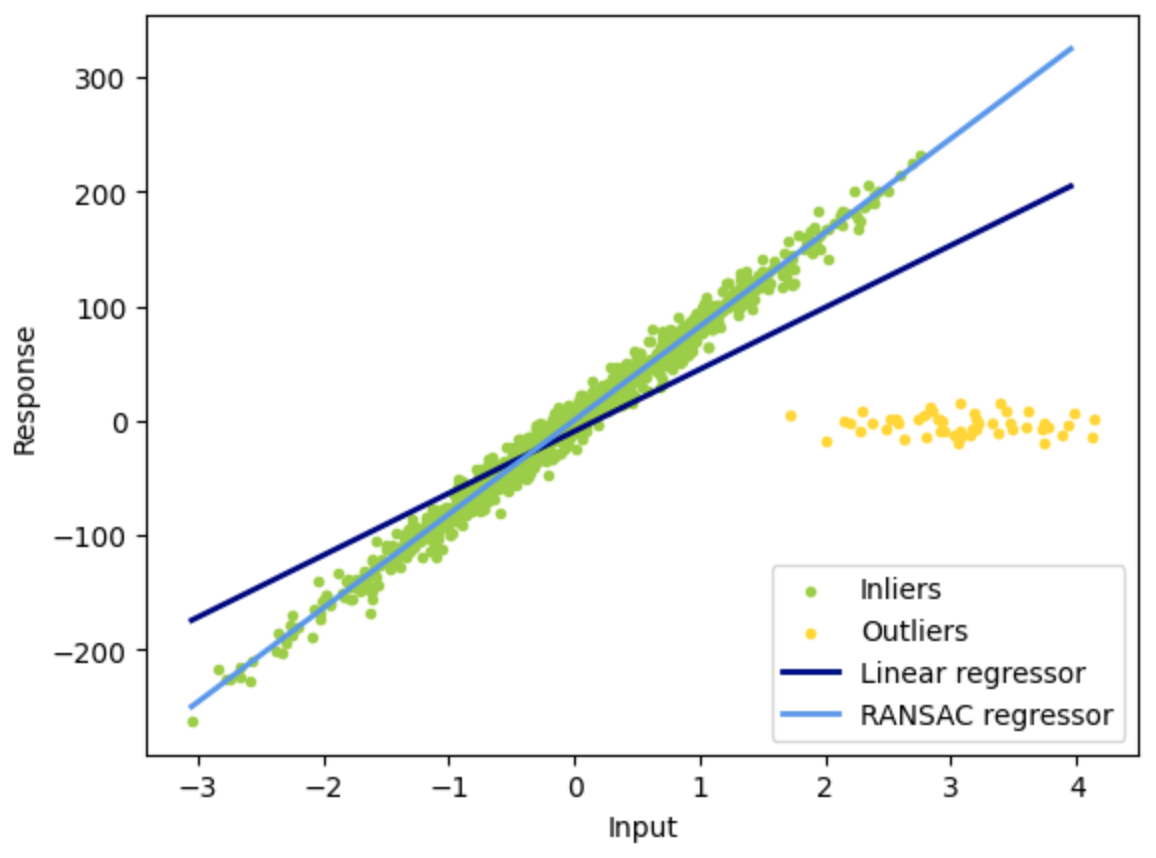 300
200
100
0
−100
−200
Response
−3 −2 −1 0 1 2 3 4
Input
Inliers
Outliers
Linear regressor
RANSAC regressor